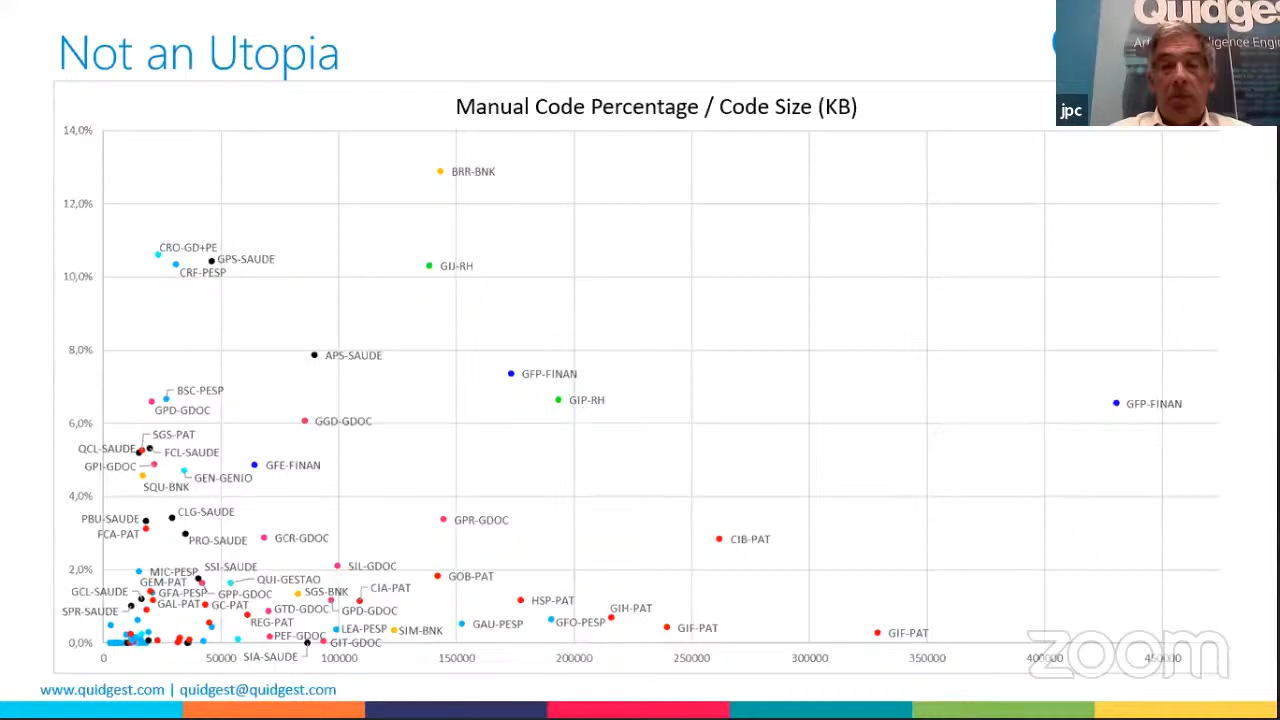 Not an Utopia
Quidges
Manual Code Percentage / Code Size (KB)
jpc
14,0%
BRR-BNK
12,0%
CRO-GD+PE
GPS-SAUDE
GIJ-RH
CRF-PESP
10,0%
8,0%
APS-SAUDE
GFP-FINAN
BSC-PESP
GIP-RH
GFP-FINAN
GPD-GDOC
6,0%
GGD-GDOC
SGS-PAT
QCL-SAUDE
FCL-SAUDE
GPI-GDOC
GFE-FINAN
GEN-GENIO
SQU-BNK
4,0%
CLG-SAUDE
PBU-SAUDE
GPR-GDOC
FCA-PAT
PRO-SAUDE
GCR-GDOC
CIB-PAT
2,0%
MIC-PESP
SSI-SAUDE
SIL-GDOC
GEM-PAT
QUI-GESTAO
GOB-PAT
GCL-SAUDE
GFA-PESP
GPP-GDOC
SGS-BNK
CIA-PAT
GAL-PAT
GC-PAT
HSP-PAT
SPR-SAUDE
GTD-GDOC
GPD-GDOC
GIH-PAT
REG-PAT
LEA-PESP
SIM-BNK
GAU-PESP
GFO-PESP
GIF-PAT
GIF-PAT
PEF-GDOC
0,0%
GIT-GDOC
SIA-SAUDE
0
50000
100000
150000
200000
250000
300000
350000
400000
450000
zoom
www.quidgest.com | quidgest@quidgest.com